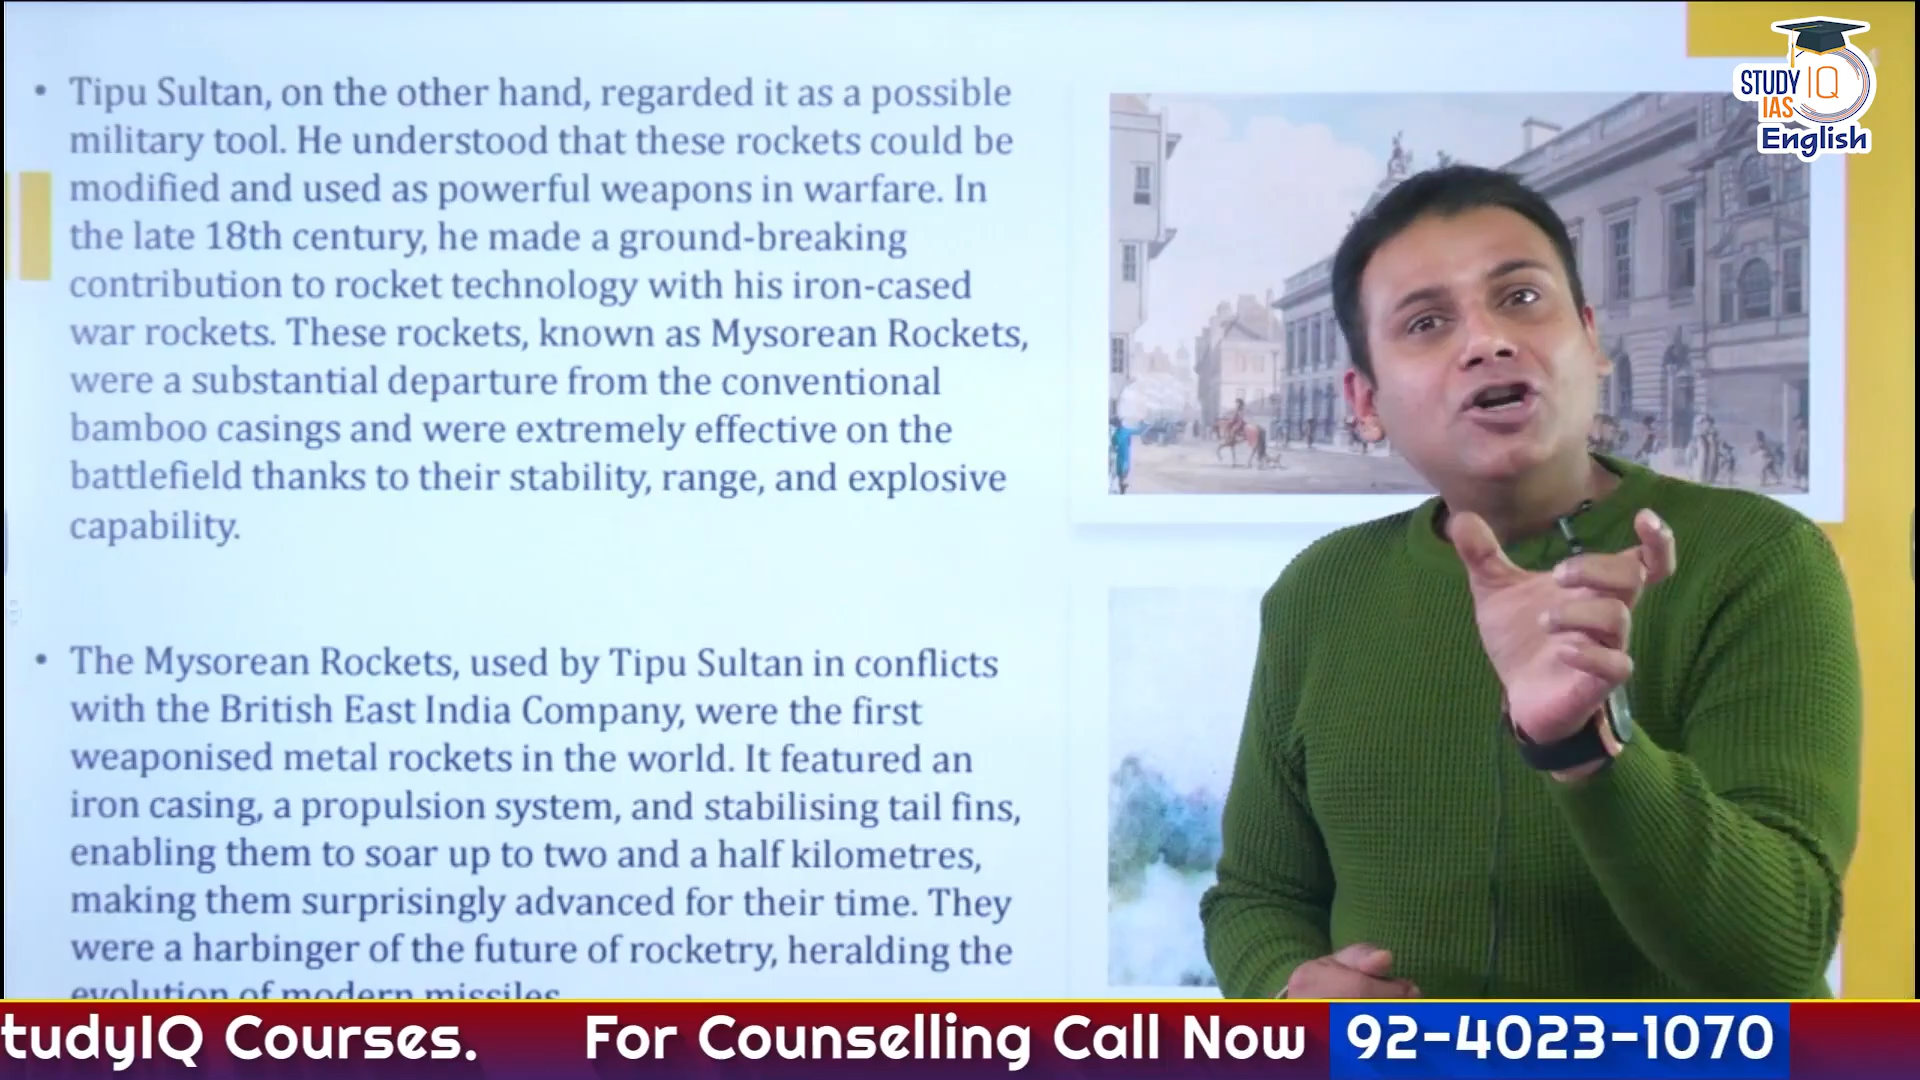 • Tipu Sultan, on the other hand, regarded it as a possible
military tool. He understood that these rockets could be
modified and used as powerful weapons in warfare. In
the late 18th century, he made a ground-breaking
contribution to rocket technology with his iron-cased
war rockets. These rockets, known as Mysorean Rockets,
were a substantial departure from the conventional
bamboo casings and were extremely effective on the
battlefield thanks to their stability, range, and explosive
capability.
• The Mysorean Rockets, used by Tipu Sultan in conflicts
with the British East India Company, were the first
weaponised metal rockets in the world. It featured an
iron casing, a propulsion system, and stabilising tail fins,
enabling them to soar up to two and a half kilometres,
making them surprisingly advanced for their time. They
were a harbinger of the future of rocketry, heralding the
evolution of modern missiles.
STUDY IQ
IAS
English
tudyIQ Courses. For Counselling Call Now 92-4023-1070